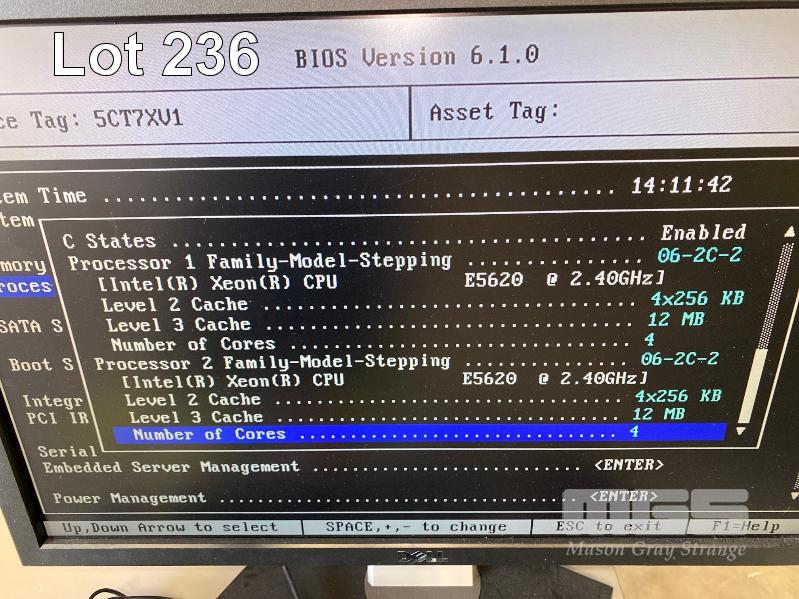 Lot 236
BIOS Version 6.1.0
ce Tag: 5CT7XV1
Asset Tag:
tem Time ............................................. 14:11:42
tem
C States ......................................... Enabled
Processor 1 Family-Model-Stepping ................ 06-2C-2
[Intel(R) Xeon(R) CPU E5620 @ 2.40GHz]
Level 2 Cache .................................. 4x256 KB
Level 3 Cache .................................. 12 MB
Number of Cores ................................ 4
Processor 2 Family-Model-Stepping ................ 06-2C-2
[Intel(R) Xeon(R) CPU E5620 @ 2.40GHz]
Level 2 Cache .................................. 4x256 KB
Level 3 Cache .................................. 12 MB
Number of Cores ................................ 4
mory
roces
SATA S
Boot S
Integr
PCI IR
Serial
Embedded Server Management ........................... <ENTER>
Power Management ..................................... <ENTER>
Up,Down Arrow to select
SPACE,+,- to change
ESC to exit
F1=Help
DELL
MGS
Mason Gray Strange